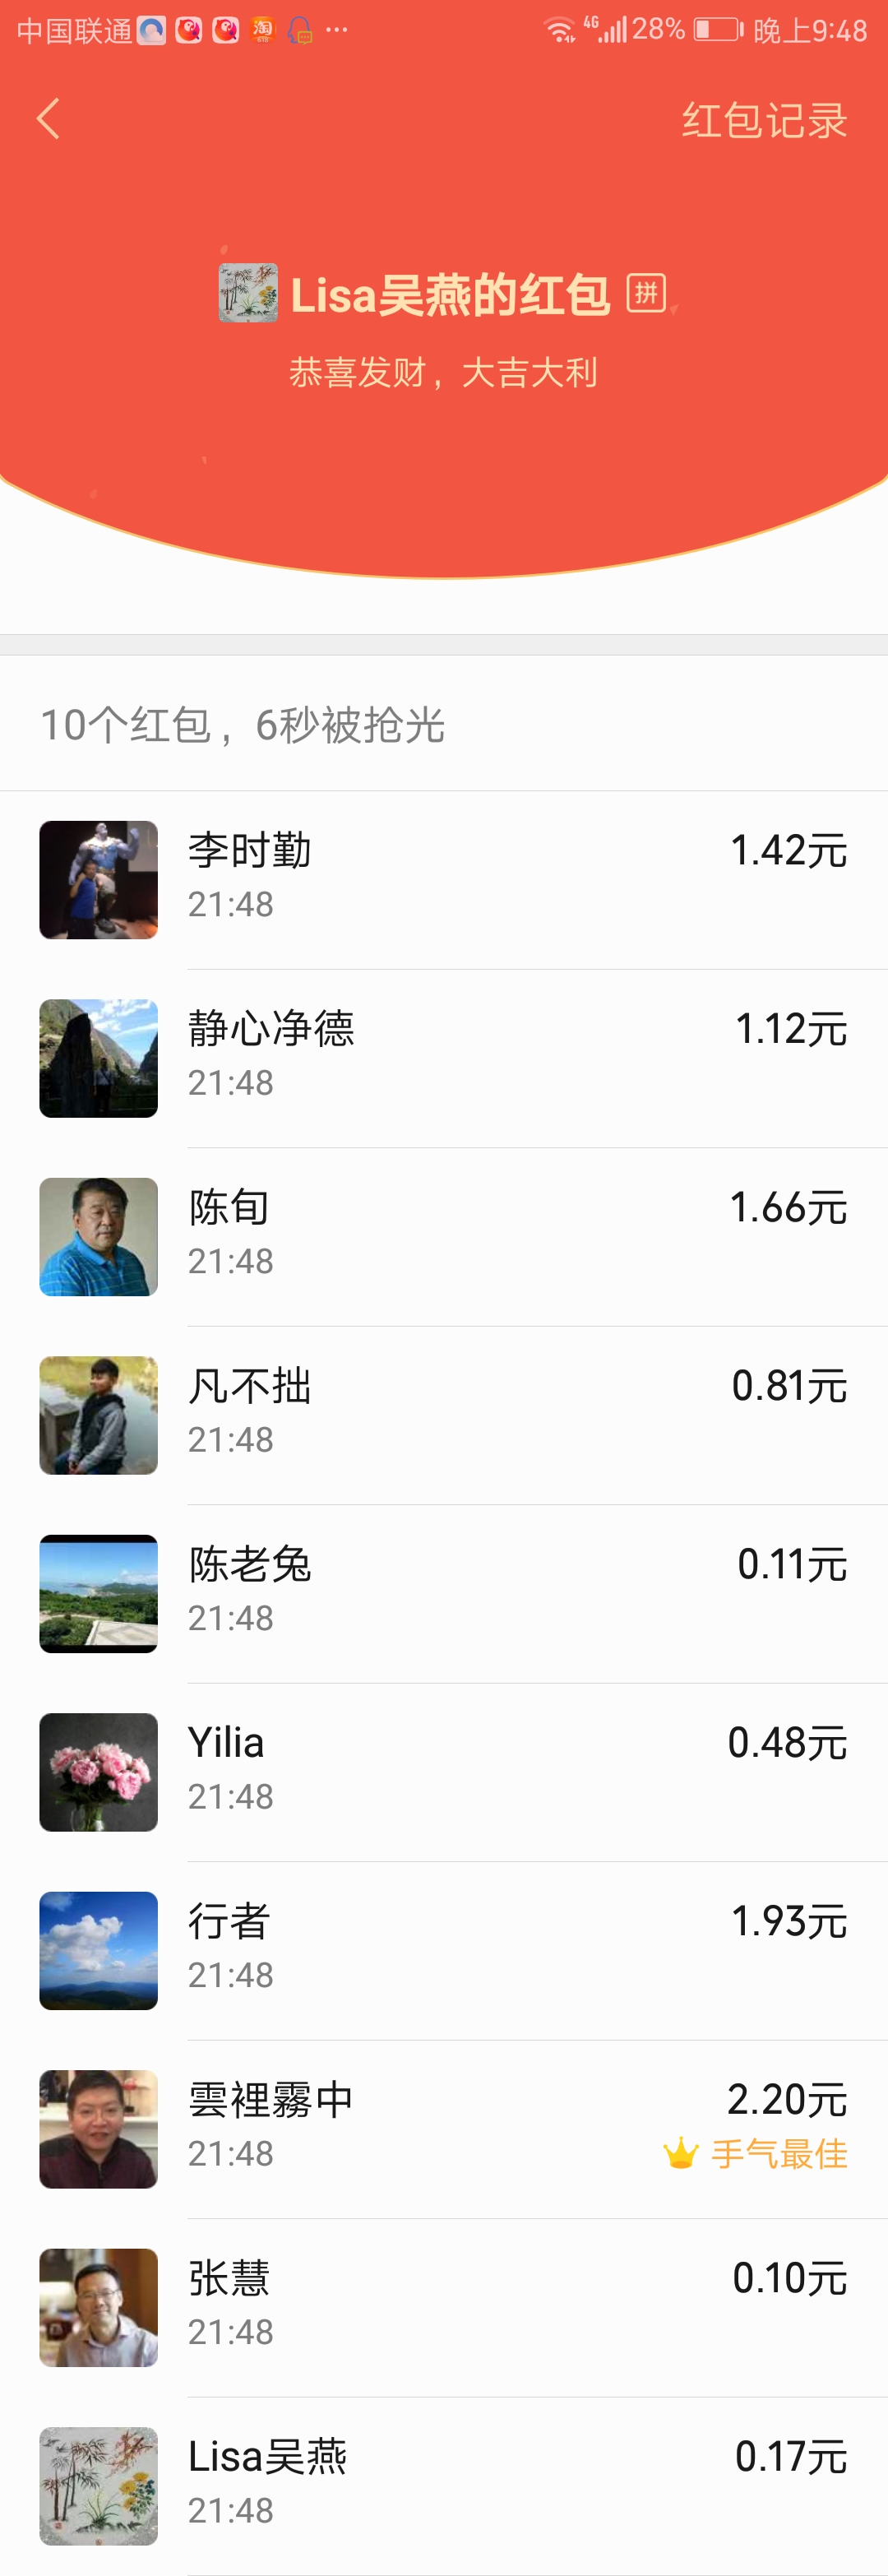 中国联通 淘 ··· 4G 28% 晚上9:48
红包记录
Lisa吴燕的红包 拼
恭喜发财，大吉大利
10个红包，6秒被抢光
李时勤 1.42元
21:48
静心净德 1.12元
21:48
陈旬 1.66元
21:48
凡不拙 0.81元
21:48
陈老兔 0.11元
21:48
Yilia 0.48元
21:48
行者 1.93元
21:48
雲裡霧中 2.20元
21:48 手气最佳
张慧 0.10元
21:48
Lisa吴燕 0.17元
21:48